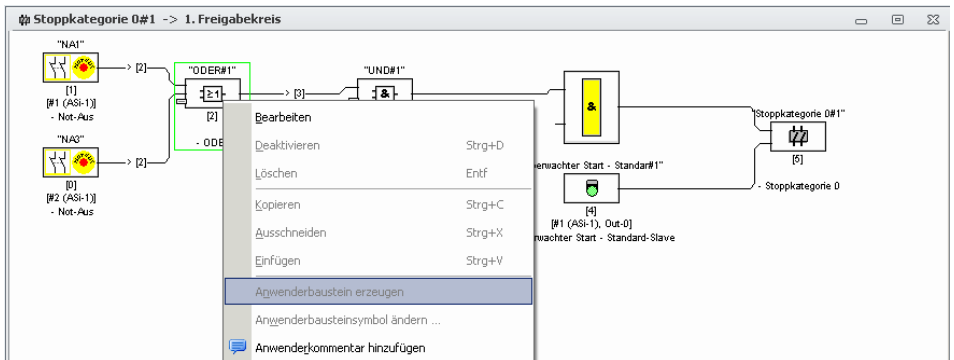 Stoppkategorie 0#1 -> 1. Freigabekreis
"NA1"
> [2]
[1]
[#1 (ASi-1)]
- Not-Aus
"NA3"
> [2]
[0]
[#2 (ASi-1)]
- Not-Aus
"ODER#1"
≥1
[2]
- ODE
> [3]
"UND#1"
&
&
"Stoppkategorie 0#1"
[5]
- Stoppkategorie 0
erwachter Start - Standar#1"
[4]
[#1 (ASi-1), Out-0]
rwachter Start - Standard-Slave
Bearbeiten
Deaktivieren Strg+D
Löschen Entf
Kopieren Strg+C
Ausschneiden Strg+X
Einfügen Strg+V
Anwenderbaustein erzeugen
Anwenderbausteinsymbol ändern ...
Anwenderkommentar hinzufügen